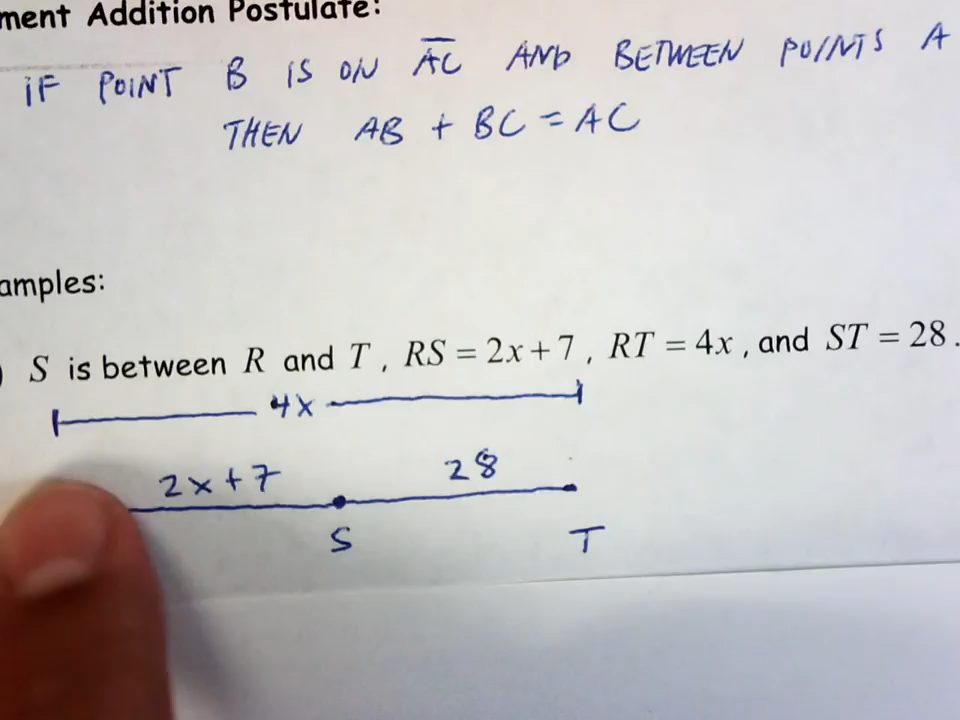 ment Addition Postulate:
IF POINT B IS ON A̅C̅ AND BETWEEN POINTS A
THEN AB + BC = AC
amples:
) S is between R and T, RS = 2x + 7, RT = 4x, and ST = 28.
4x
2x + 7 28
S T